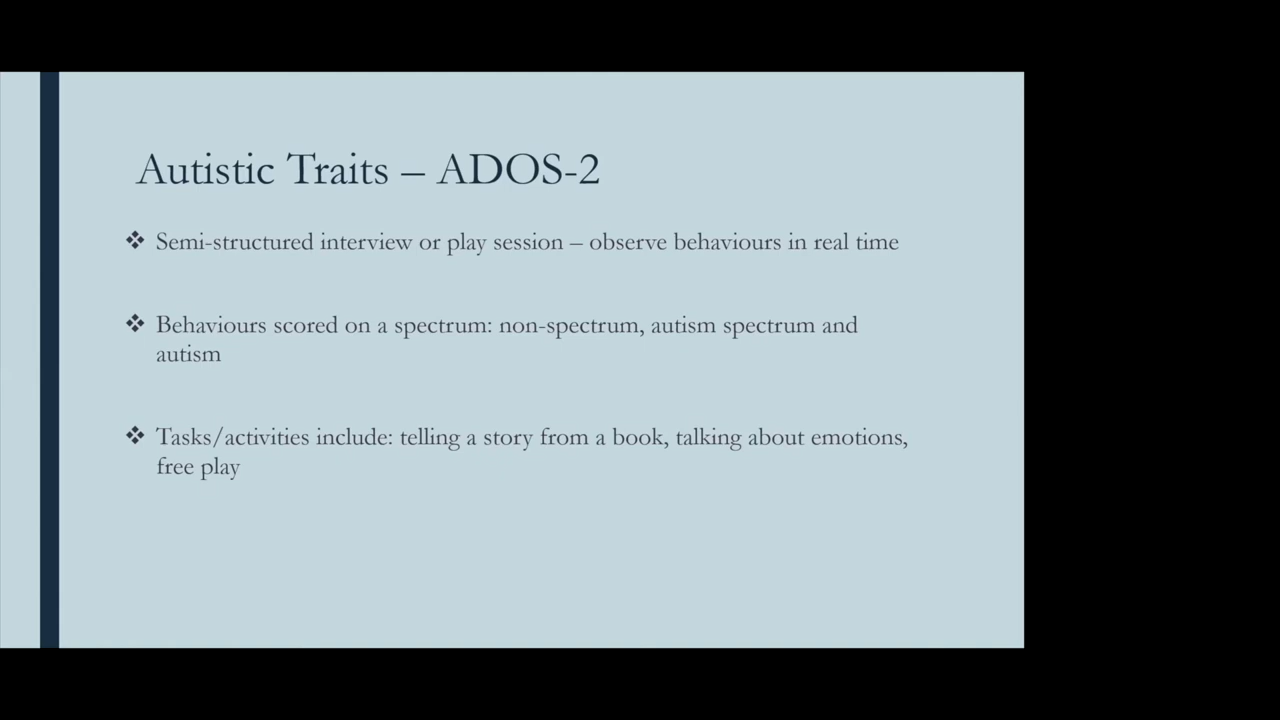 Autistic Traits – ADOS-2
❖ Semi-structured interview or play session – observe behaviours in real time
❖ Behaviours scored on a spectrum: non-spectrum, autism spectrum and
autism
❖ Tasks/activities include: telling a story from a book, talking about emotions,
free play